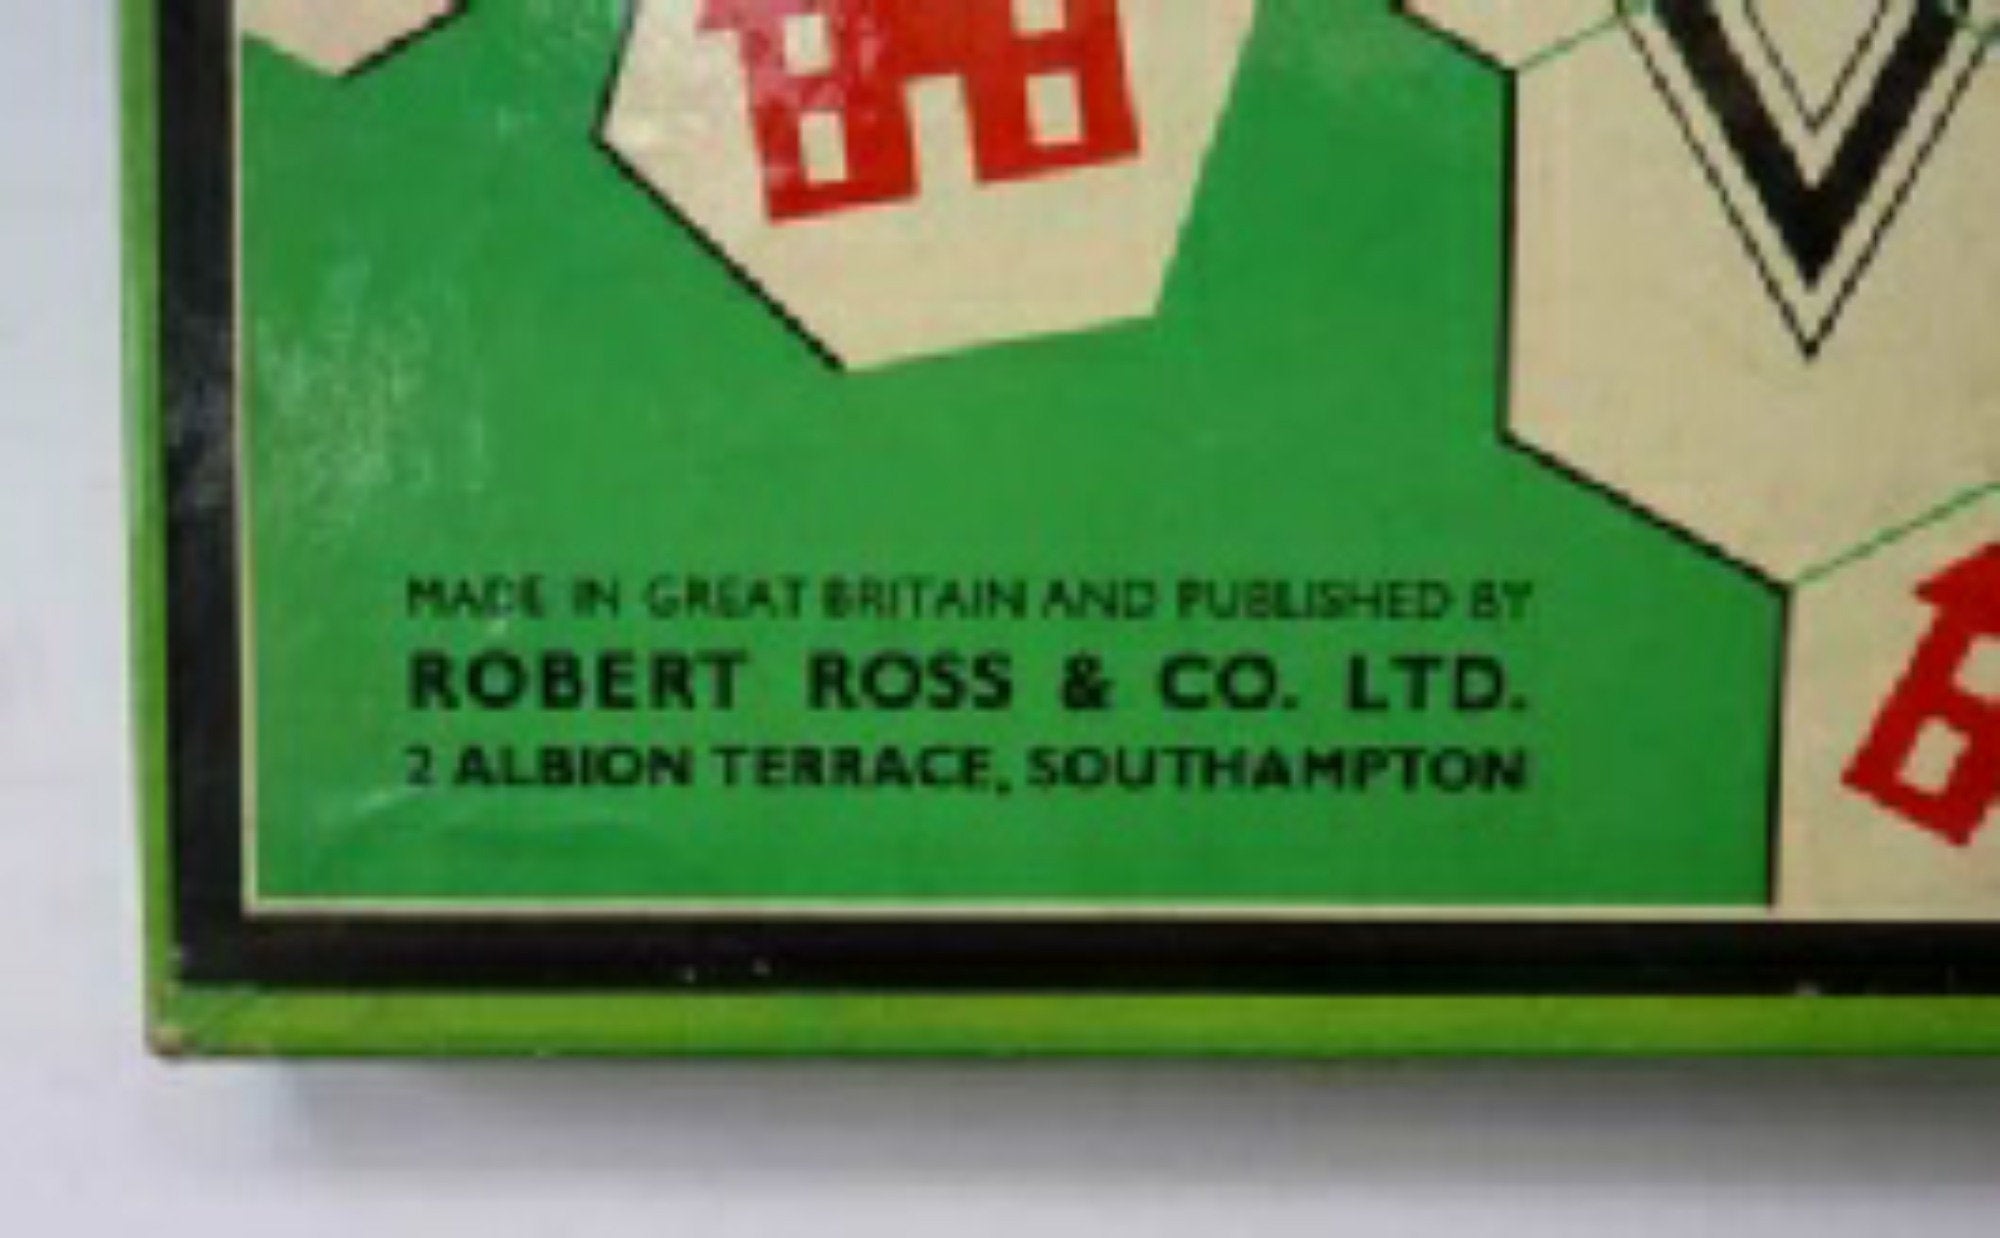 MADE IN GREAT BRITAIN AND PUBLISHED BY
ROBERT ROSS & CO. LTD.
2 ALBION TERRACE, SOUTHAMPTON